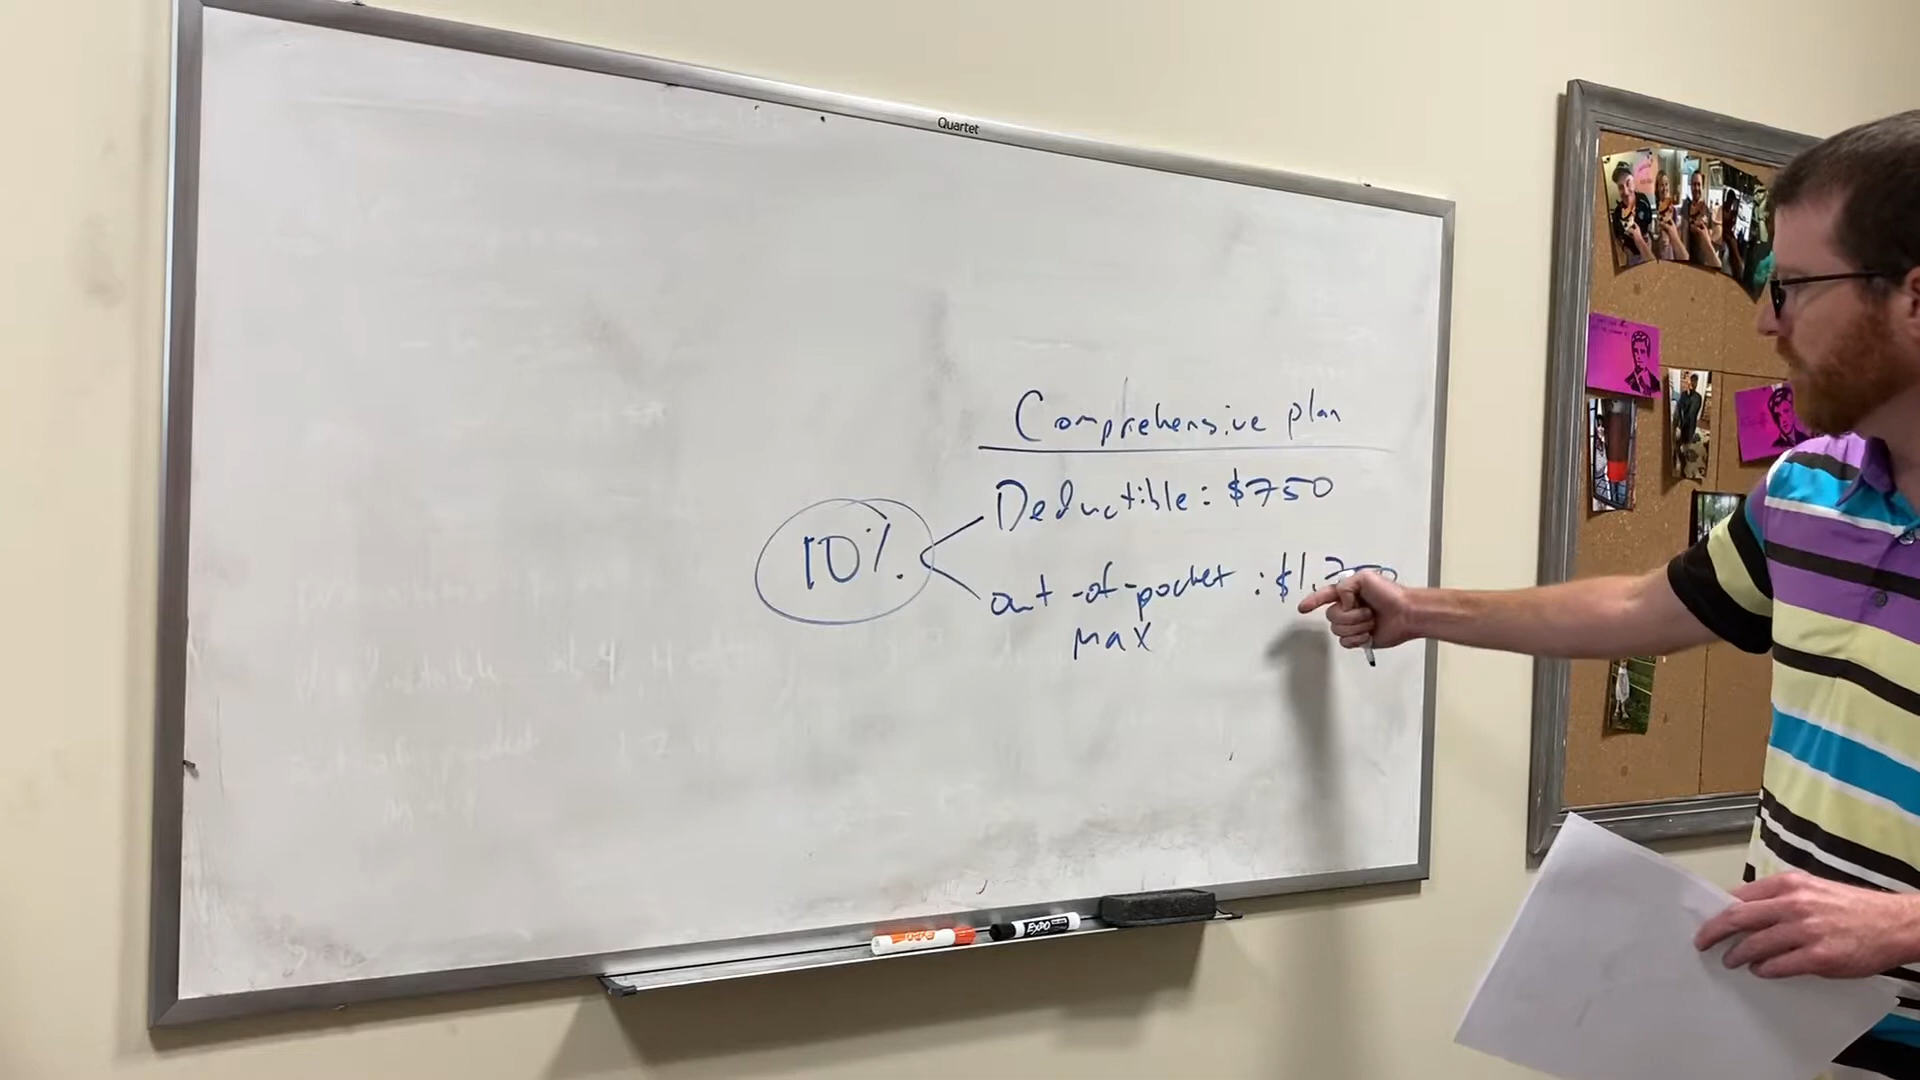 Quartet
Comprehensive plan
Deductible: $750
10%
out-of-pocket :
max
EXPO